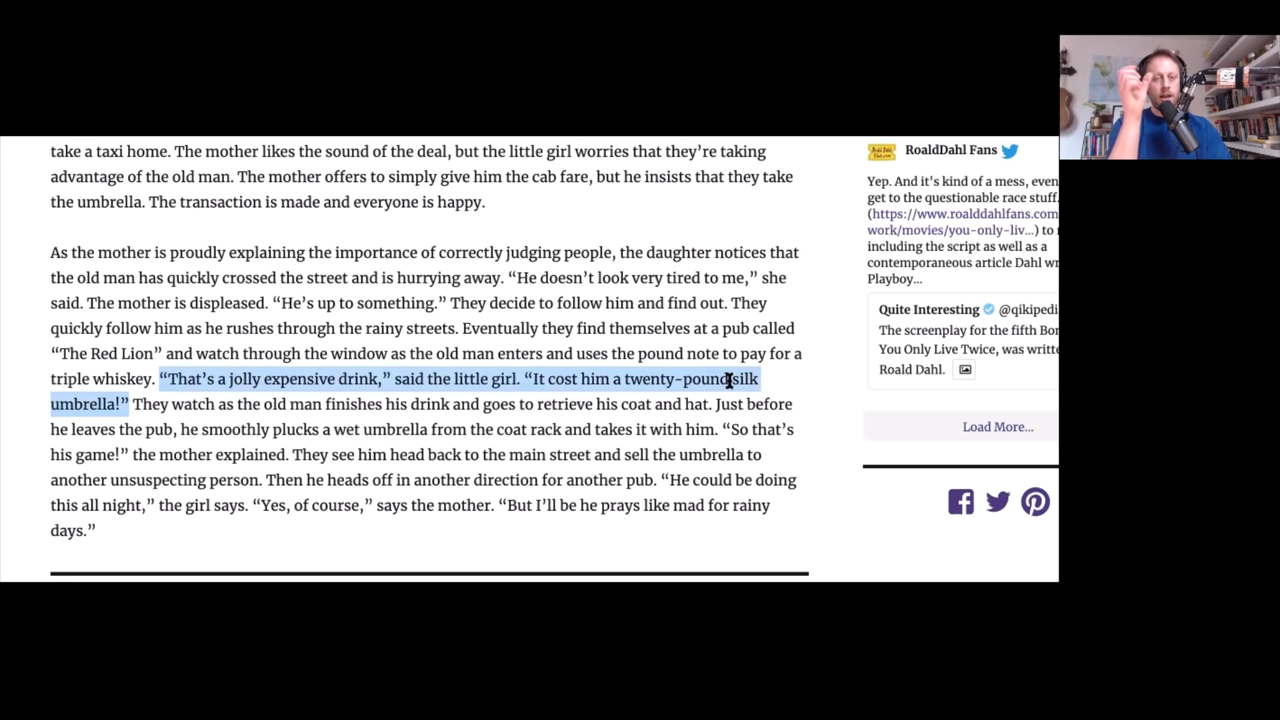 take a taxi home. The mother likes the sound of the deal, but the little girl worries that they’re taking
advantage of the old man. The mother offers to simply give him the cab fare, but he insists that they take
the umbrella. The transaction is made and everyone is happy.
As the mother is proudly explaining the importance of correctly judging people, the daughter notices that
the old man has quickly crossed the street and is hurrying away. “He doesn’t look very tired to me,” she
said. The mother is displeased. “He’s up to something.” They decide to follow him and find out. They
quickly follow him as he rushes through the rainy streets. Eventually they find themselves at a pub called
“The Red Lion” and watch through the window as the old man enters and uses the pound note to pay for a
triple whiskey. “That’s a jolly expensive drink,” said the little girl. “It cost him a twenty-pound silk
umbrella!” They watch as the old man finishes his drink and goes to retrieve his coat and hat. Just before
he leaves the pub, he smoothly plucks a wet umbrella from the coat rack and takes it with him. “So that’s
his game!” the mother explained. They see him head back to the main street and sell the umbrella to
another unsuspecting person. Then he heads off in another direction for another pub. “He could be doing
this all night,” the girl says. “Yes, of course,” says the mother. “But I’ll be he prays like mad for rainy
days.”
RoaldDahl Fans
Yep. And it's kind of a mess, even
get to the questionable race stuff.
(https://www.roalddahlfans.com
work/movies/you-only-liv…) to
including the script as well as a
contemporaneous article Dahl wr
Playboy…
Quite Interesting @qikipedi
The screenplay for the fifth Bon
You Only Live Twice, was writte
Roald Dahl.
Load More…